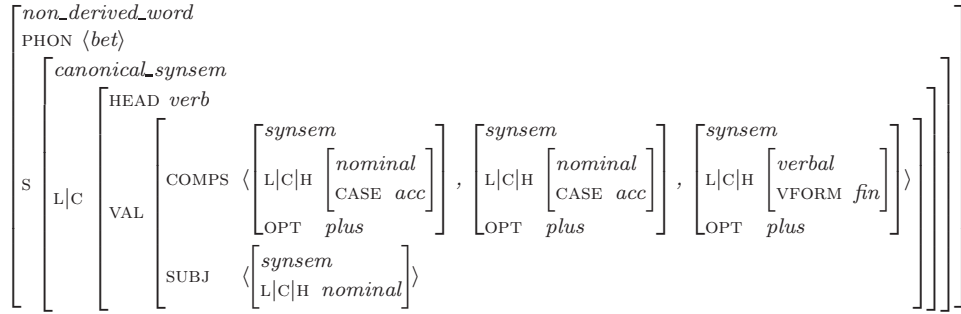 non_derived_word
PHON ⟨bet⟩
canonical_synsem
HEAD verb
synsem synsem synsem
COMPS ⟨ L|C|H nominal , L|C|H nominal , L|C|H verbal ⟩
CASE acc CASE acc VFORM fin
S L|C VAL
OPT plus OPT plus OPT plus
SUBJ ⟨ synsem
L|C|H nominal ⟩